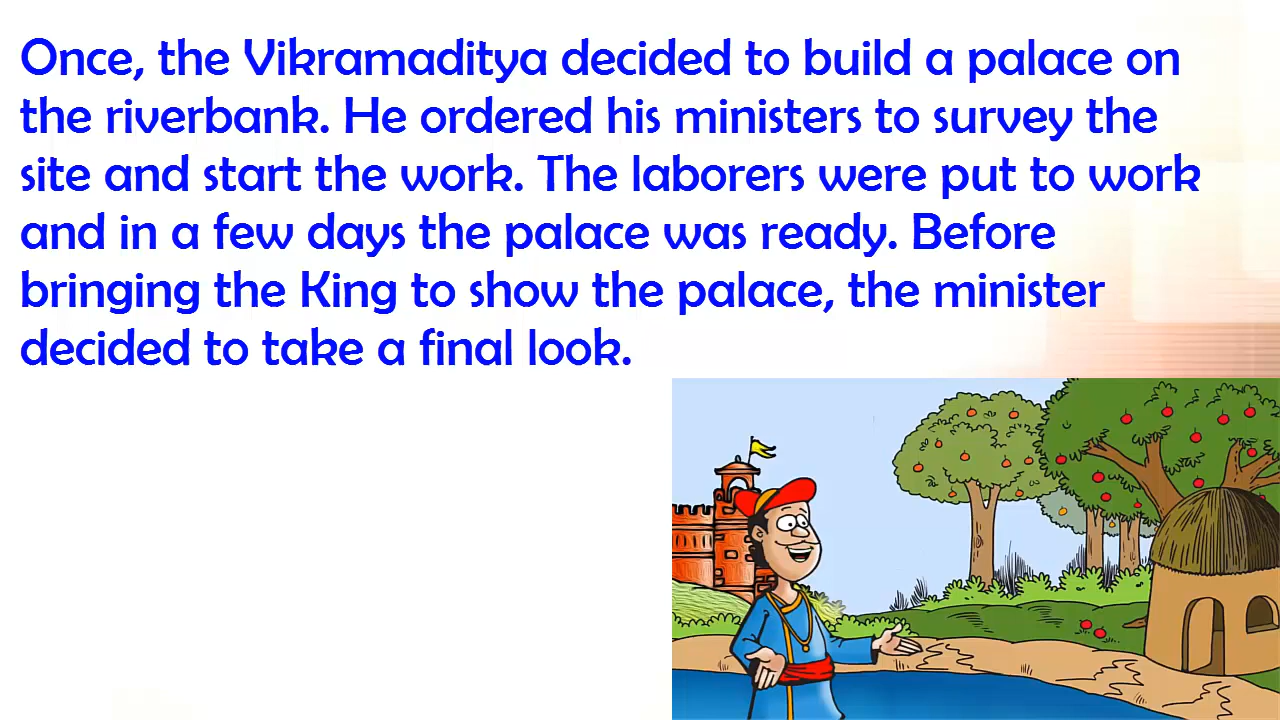 Once, the Vikramaditya decided to build a palace on
the riverbank. He ordered his ministers to survey the
site and start the work. The laborers were put to work
and in a few days the palace was ready. Before
bringing the King to show the palace, the minister
decided to take a final look.